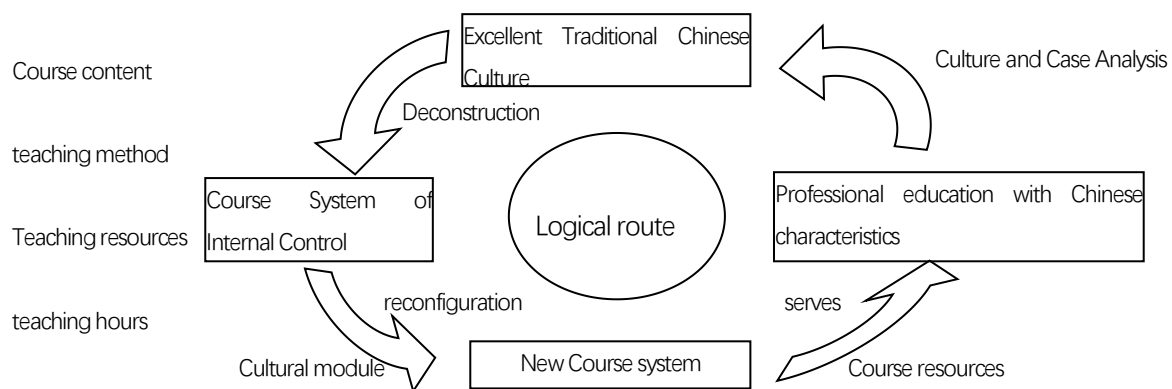 Excellent Traditional Chinese
Culture
Culture and Case Analysis
Course content
Deconstruction
teaching method
Course System of
Internal Control
Professional education with Chinese
characteristics
Logical route
Teaching resources
reconfiguration
serves
teaching hours
Cultural module
New Course system
Course resources